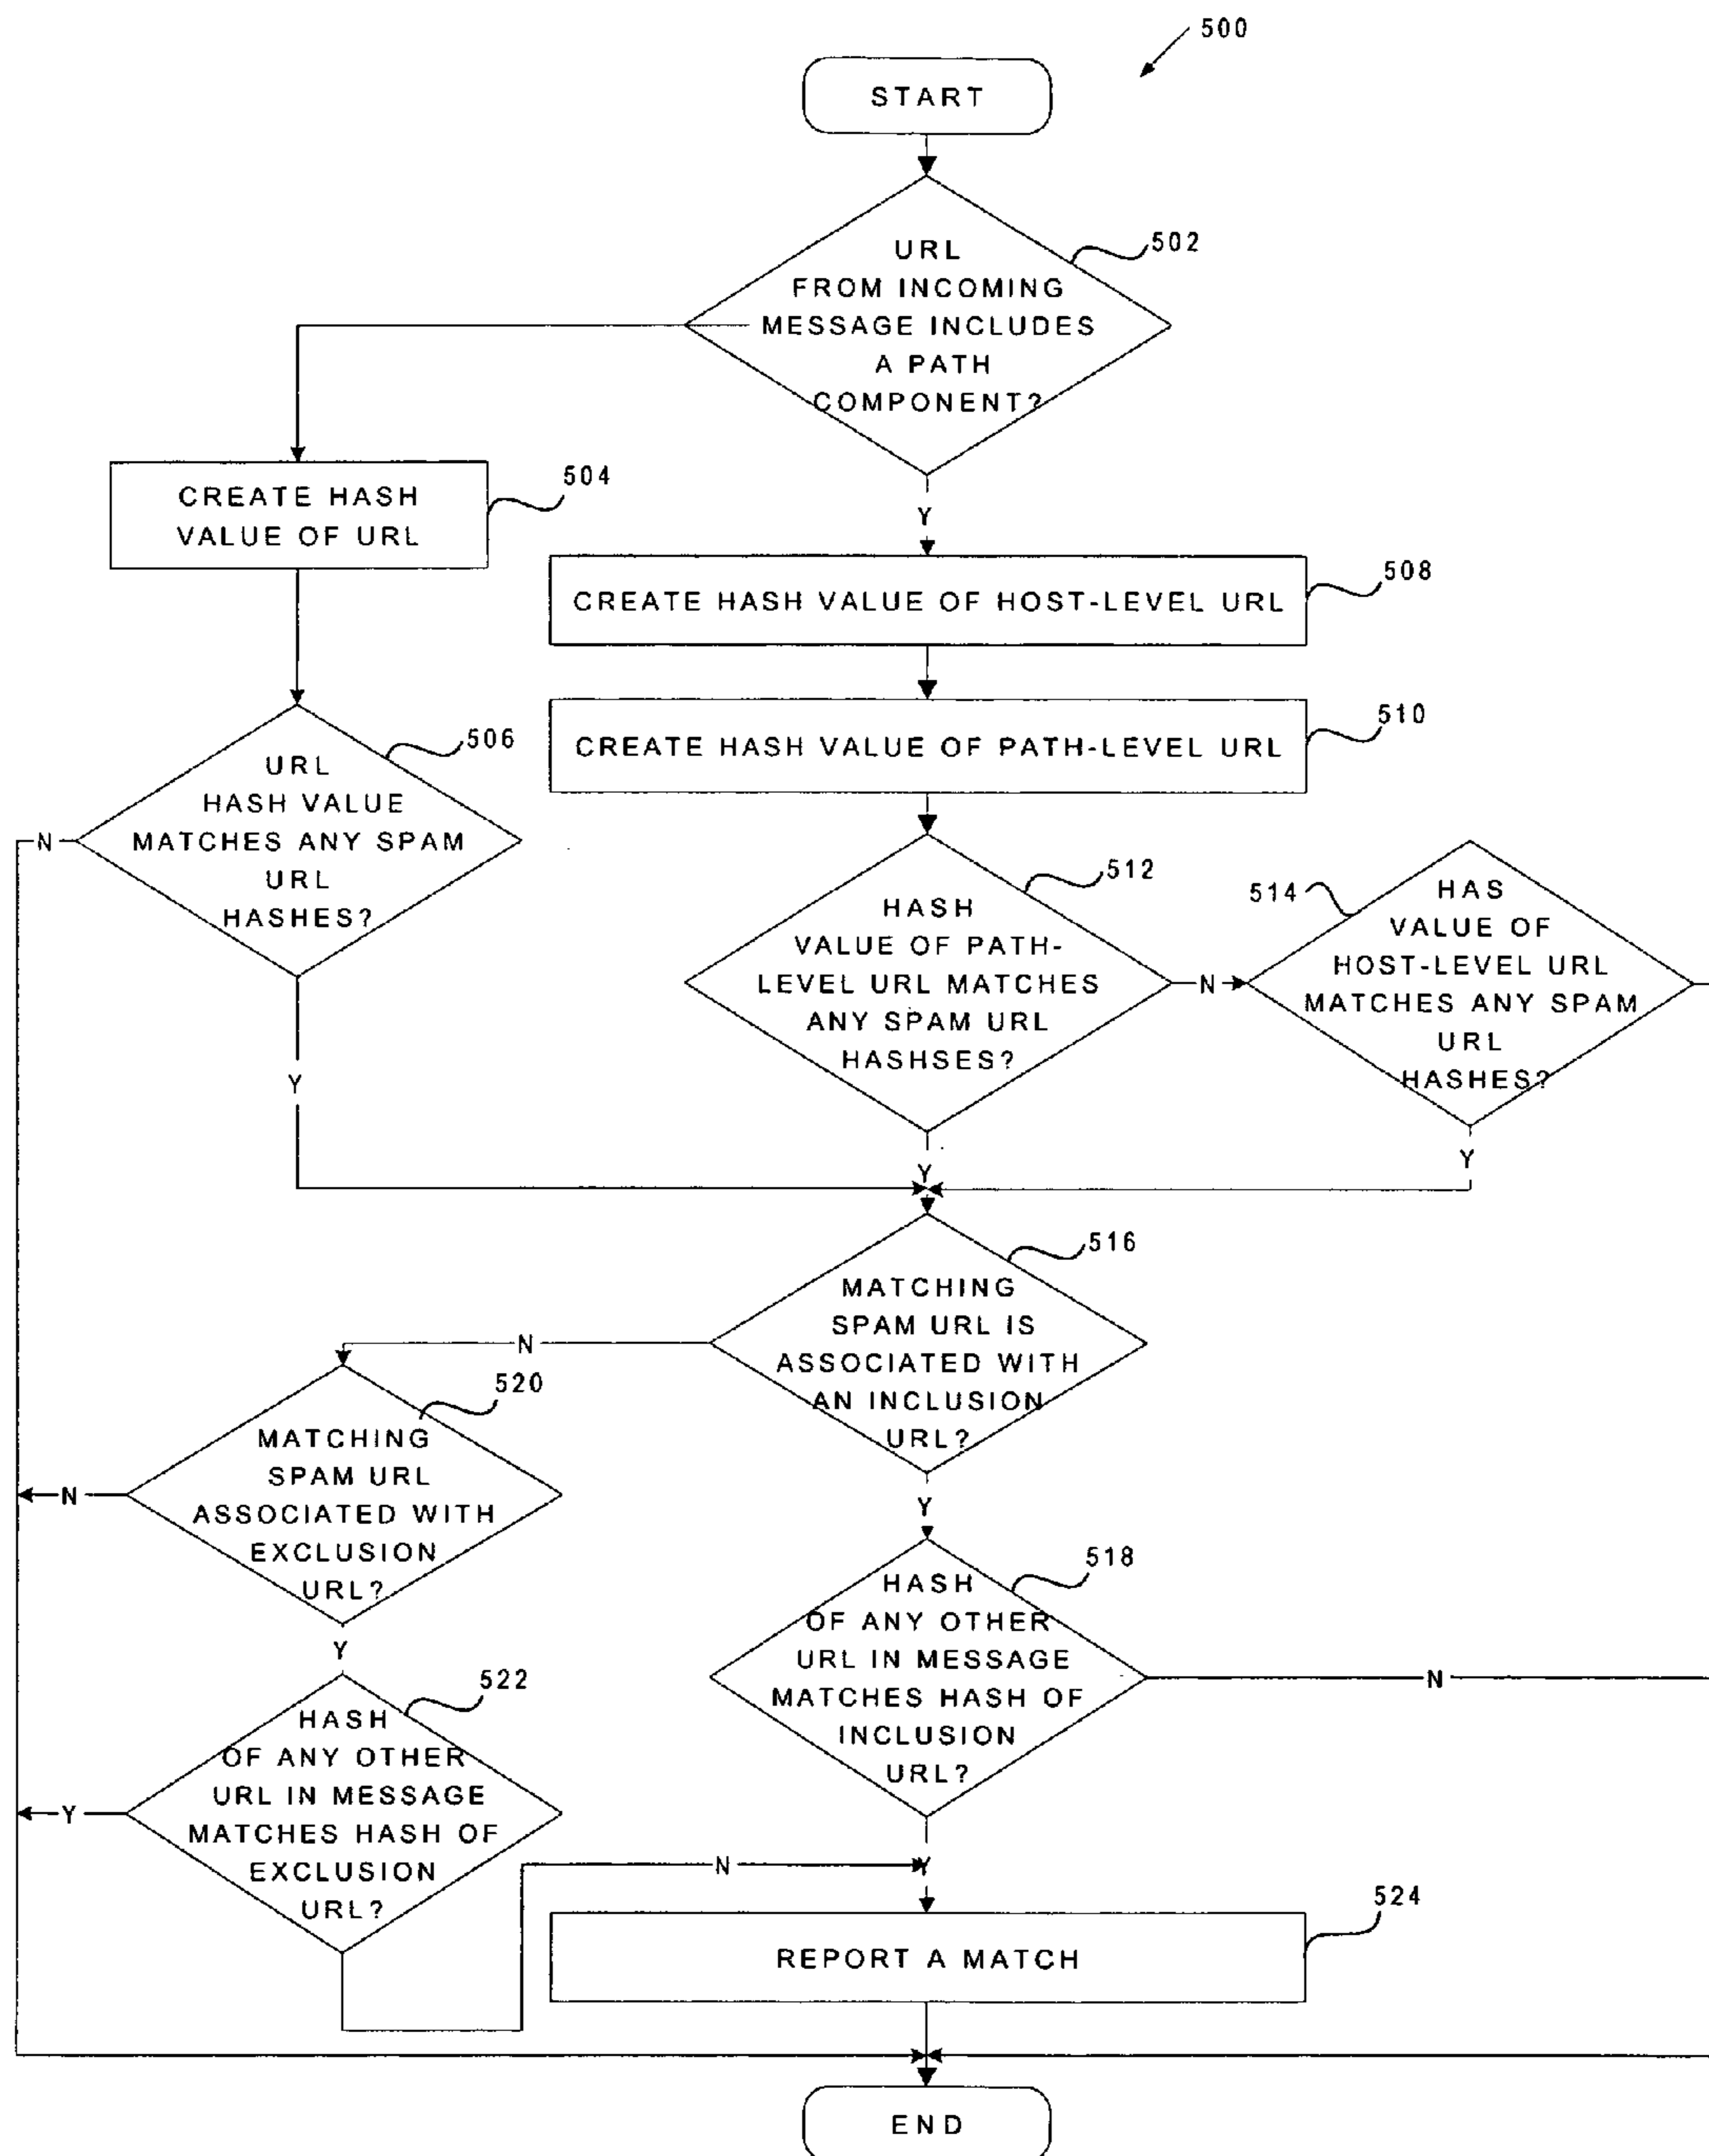 500
START
502
URL
FROM INCOMING
MESSAGE INCLUDES
A PATH
COMPONENT?
504
CREATE HASH
VALUE OF URL
Y
508
CREATE HASH VALUE OF HOST-LEVEL URL
510
CREATE HASH VALUE OF PATH-LEVEL URL
506
URL
HASH VALUE
MATCHES ANY SPAM
URL
HASHES?
N
Y
512
HASH
VALUE OF PATH-
LEVEL URL MATCHES
ANY SPAM URL
HASHSES?
N
Y
514
HAS
VALUE OF
HOST-LEVEL URL
MATCHES ANY SPAM
URL
HASHES?
Y
516
MATCHING
SPAM URL IS
ASSOCIATED WITH
AN INCLUSION
URL?
N
Y
520
MATCHING
SPAM URL
ASSOCIATED WITH
EXCLUSION
URL?
N
Y
518
HASH
OF ANY OTHER
URL IN MESSAGE
MATCHES HASH OF
INCLUSION
URL?
N
Y
522
HASH
OF ANY OTHER
URL IN MESSAGE
MATCHES HASH OF
EXCLUSION
URL?
Y
N
524
REPORT A MATCH
END